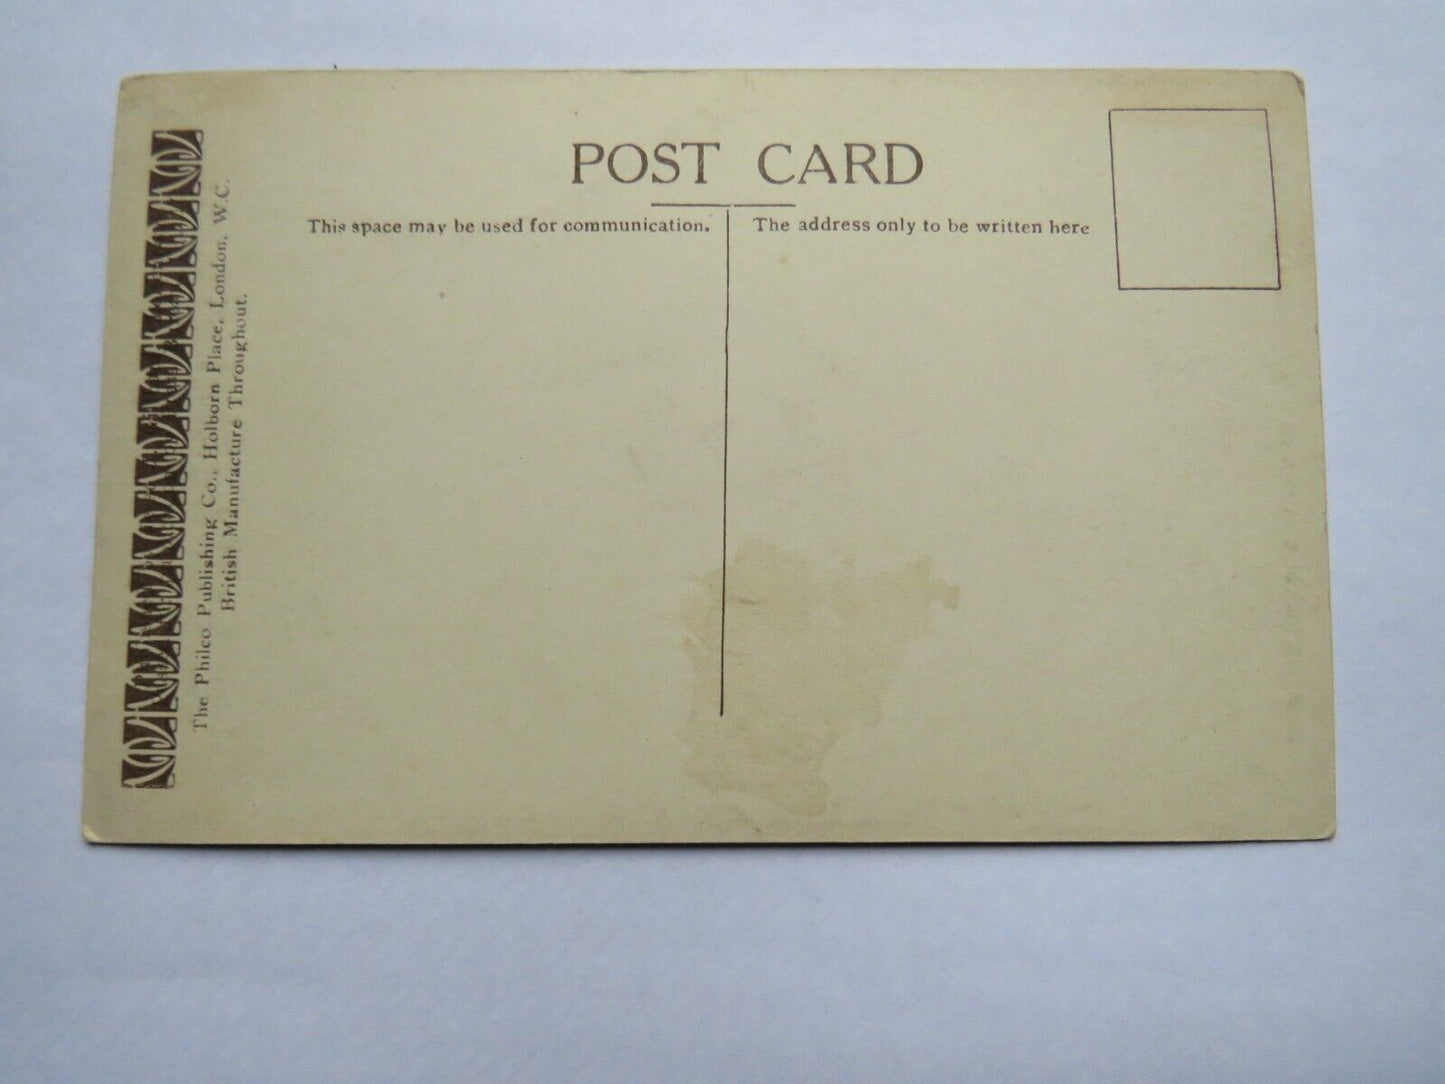 POST CARD
This space may be used for communication.
The address only to be written here
The Philco Publishing Co., Holborn Place, London, W.C.
British Manufacture Throughout.